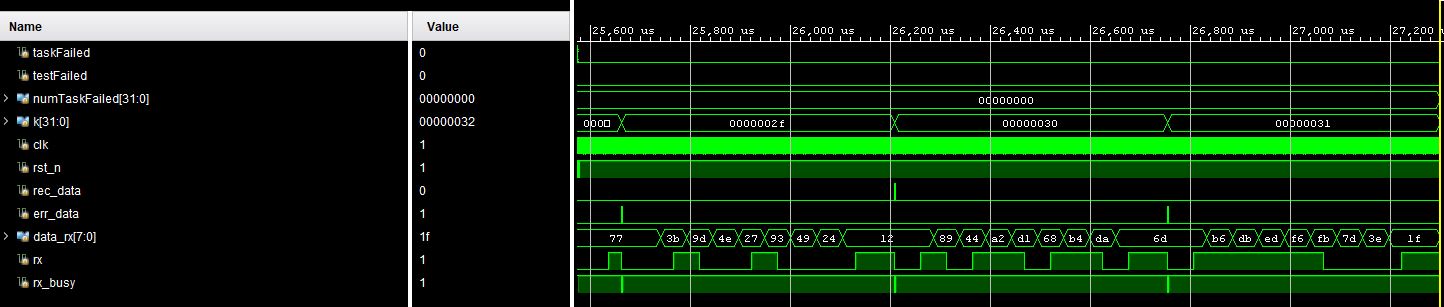 Name Value 25,600 us 25,800 us 26,000 us 26,200 us 26,400 us 26,600 us 26,800 us 27,000 us 27,200 us
taskFailed 0
testFailed 0
numTaskFailed[31:0] 00000000 00000000
k[31:0] 00000032 000 0000002f 00000030 00000031
clk 1
rst_n 1
rec_data 0
err_data 1
data_rx[7:0] 1f 77 3b 9d 4e 27 93 49 24 12 89 44 a2 d1 68 b4 da 6d b6 db ed f6 fb 7d 3e 1f
rx 1
rx_busy 1